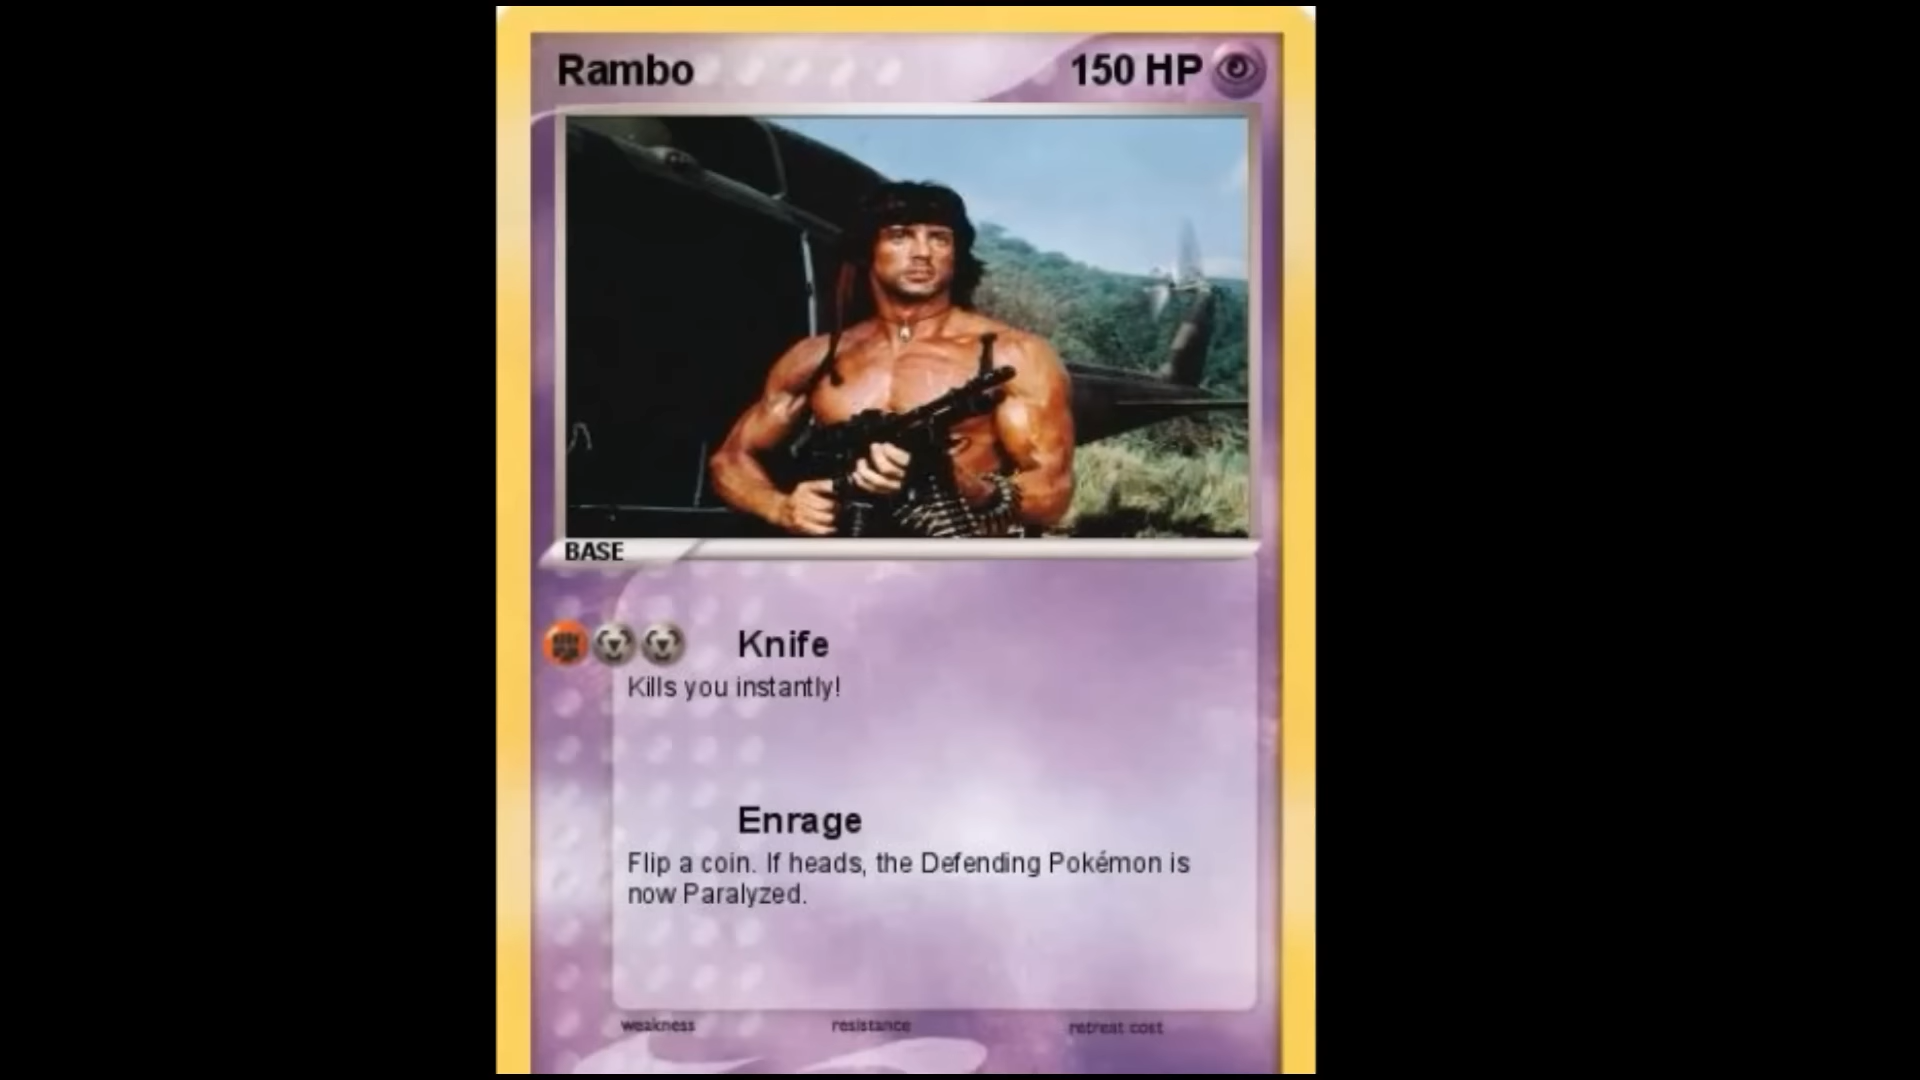 Rambo 150 HP
BASE
Knife
Kills you instantly!
Enrage
Flip a coin. If heads, the Defending Pokémon is
now Paralyzed.
weakness resistance retreat cost